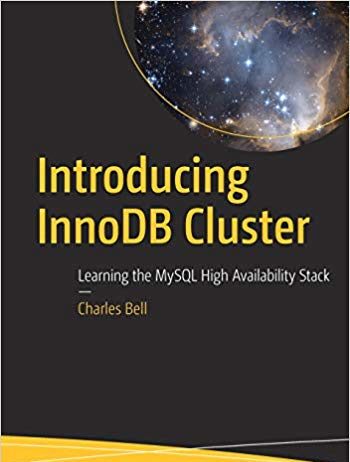 Introducing
InnoDB Cluster
Learning the MySQL High Availability Stack
—
Charles Bell